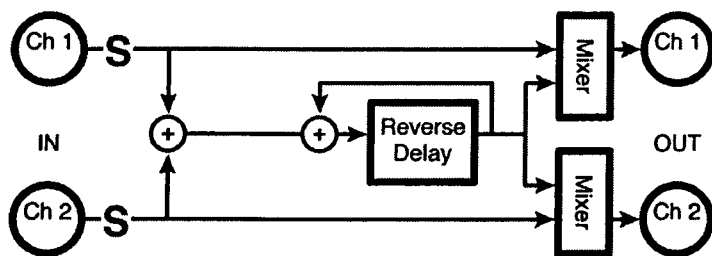 Ch 1
S
Mixer
Ch 1
+
+
Reverse
Delay
IN
OUT
Ch 2
S
Mixer
Ch 2